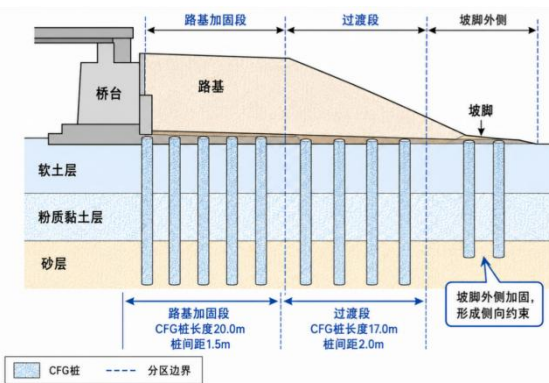 路基加固段
过渡段
坡脚外侧
桥台
路基
坡脚
软土层
粉质黏土层
砂层
路基加固段
CFG桩长度20.0m
桩间距1.5m
过渡段
CFG桩长度17.0m
桩间距2.0m
坡脚外侧加固，
形成侧向约束
CFG桩
分区边界